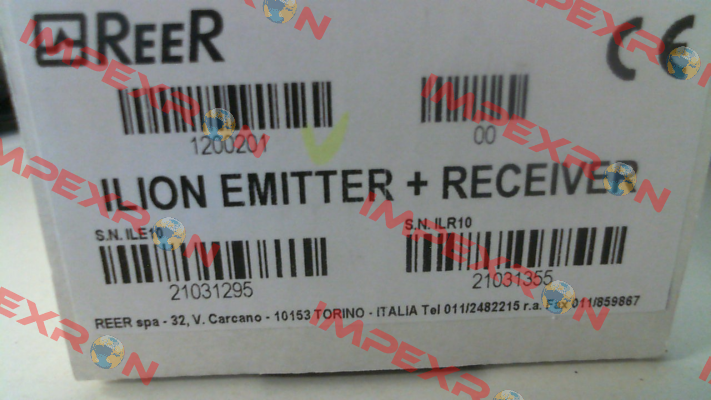 REER
CE
1200201
00
ILION EMITTER + RECEIVER
S.N. ILE10
S.N. ILR10
21031295
21031355
REER spa - 32, V. Carcano - 10153 TORINO - ITALIA Tel 011/2482215 r.a. Fax 011/859867
IMPEXRON